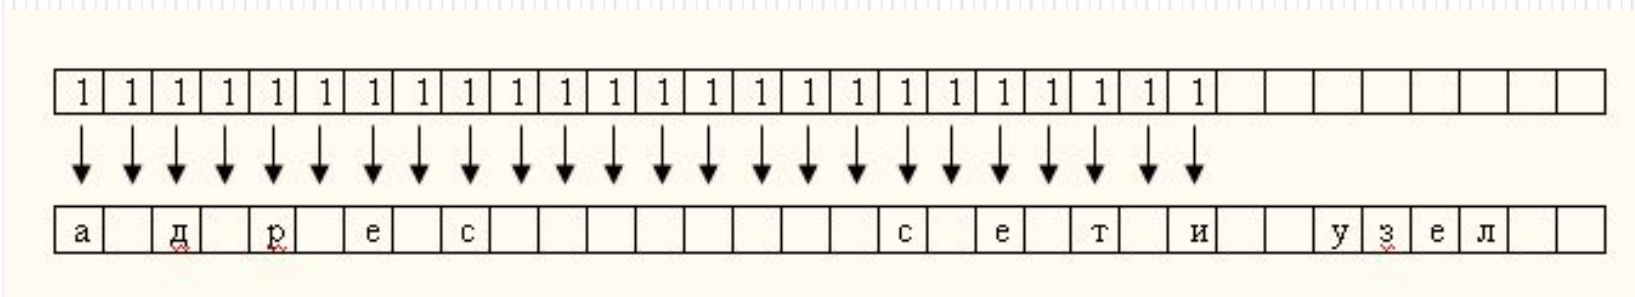 1 1 1 1 1 1 1 1 1 1 1 1 1 1 1 1 1 1 1 1 1 1 1 1
а д р е с с е т и у з е л